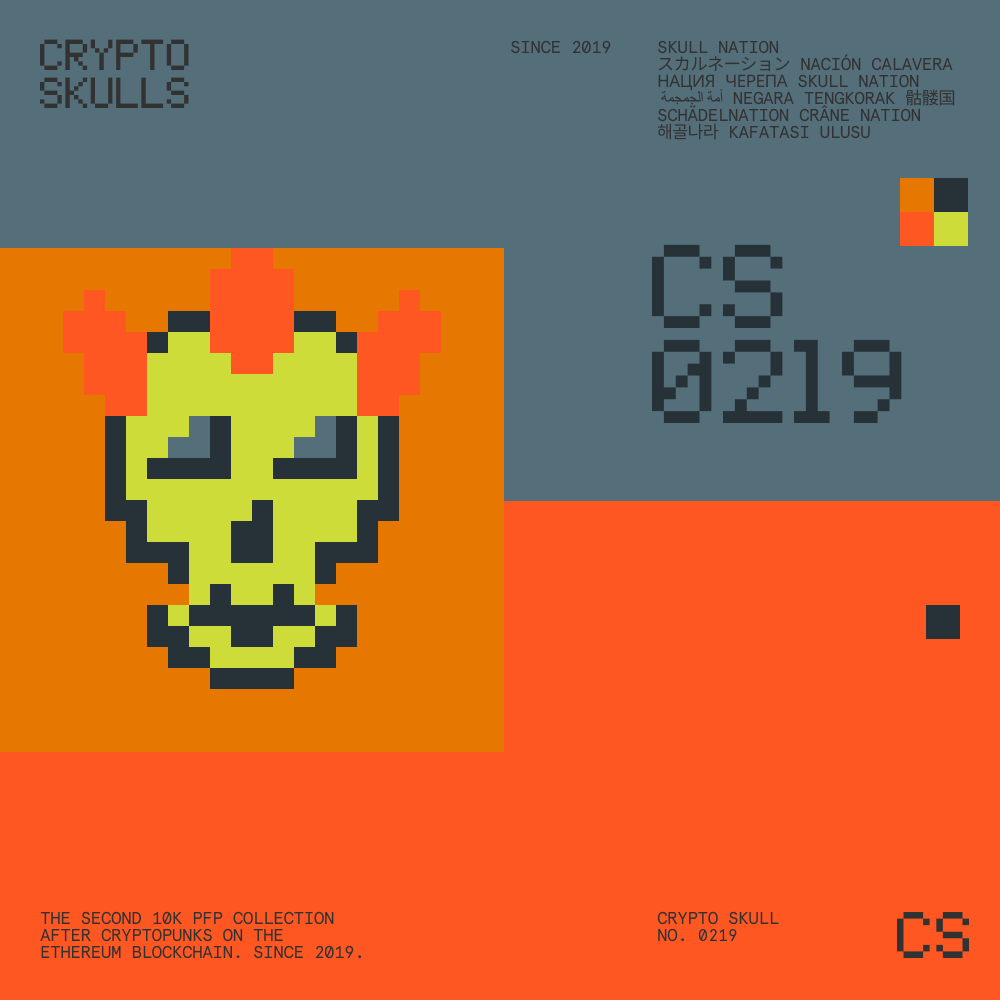 CRYPTO
SKULLS
SINCE 2019
SKULL NATION
スカルネーション NACIÓN CALAVERA
НАЦИЯ ЧЕРЕПА SKULL NATION
أمة الجمجمة NEGARA TENGKORAK 骷髅国
SCHÄDELNATION CRÂNE NATION
해골나라 KAFATASI ULUSU
CS
0219
THE SECOND 10K PFP COLLECTION
AFTER CRYPTOPUNKS ON THE
ETHEREUM BLOCKCHAIN. SINCE 2019.
CRYPTO SKULL
NO. 0219
CS